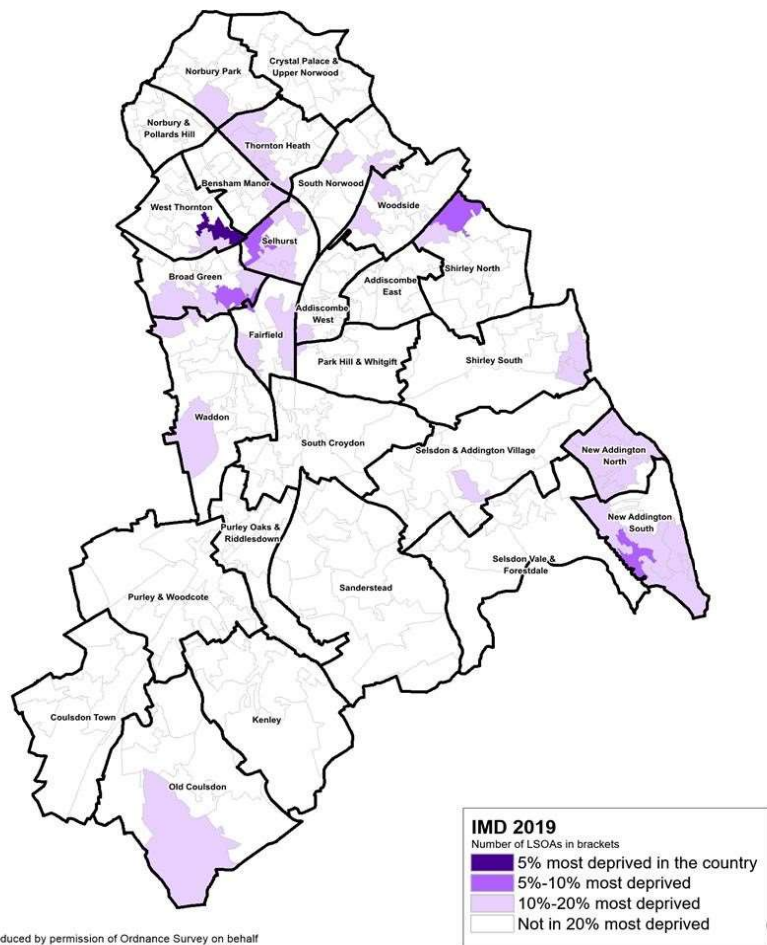 Norbury Park
Crystal Palace &
Upper Norwood
Norbury &
Pollards Hill
Thornton Heath
Bensham Manor
South Norwood
West Thornton
Woodside
Selhurst
Shirley North
Broad Green
Addiscombe
East
Addiscombe
West
Fairfield
Park Hill & Whitgift
Shirley South
Waddon
South Croydon
Selsdon & Addington Village
New Addington
North
New Addington
South
Purley Oaks &
Riddlesdown
Selsdon Vale &
Forestdale
Sanderstead
Purley & Woodcote
Coulsdon Town
Kenley
Old Coulsdon
IMD 2019
Number of LSOAs in brackets
5% most deprived in the country
5%-10% most deprived
10%-20% most deprived
Not in 20% most deprived
duced by permission of Ordnance Survey on behalf